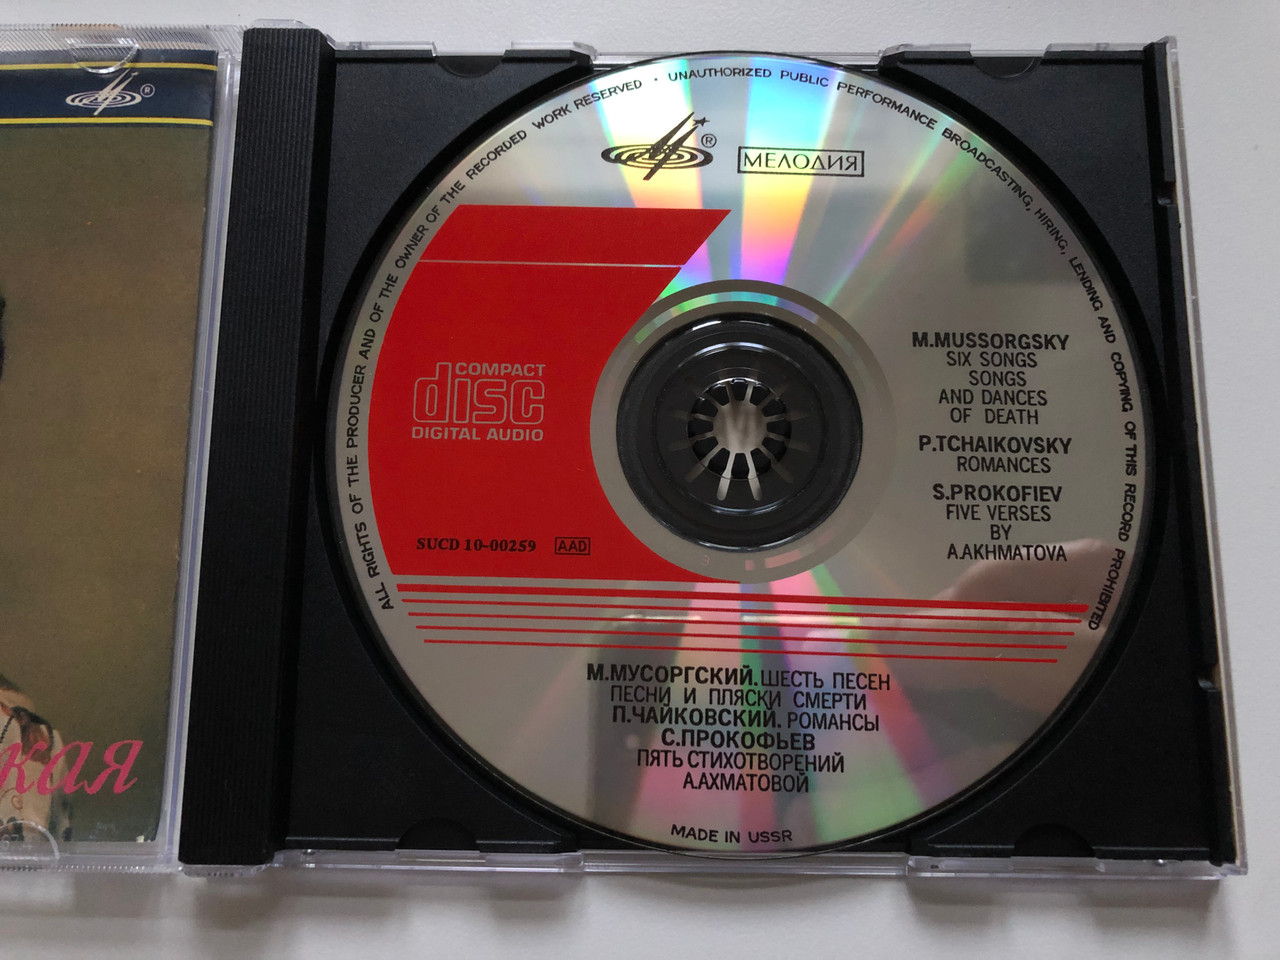 ALL RIGHTS OF THE PRODUCER AND OF THE OWNER OF THE RECORDED WORK RESERVED · UNAUTHORIZED PUBLIC PERFORMANCE BROADCASTING, HIRING, LENDING AND COPYING OF THIS RECORD PROHIBITED
® МЕЛОДИЯ
COMPACT
disc
DIGITAL AUDIO
SUCD 10-00259 AAD
M.MUSSORGSKY
SIX SONGS
SONGS
AND DANCES
OF DEATH
P.TCHAIKOVSKY
ROMANCES
S.PROKOFIEV
FIVE VERSES
BY
A.AKHMATOVA
М.МУСОРГСКИЙ.ШЕСТЬ ПЕСЕН
ПЕСНИ И ПЛЯСКИ СМЕРТИ
П.ЧАЙКОВСКИЙ.РОМАНСЫ
С.ПРОКОФЬЕВ
ПЯТЬ СТИХОТВОРЕНИЙ
А.АХМАТОВОЙ
MADE IN USSR
®
кая